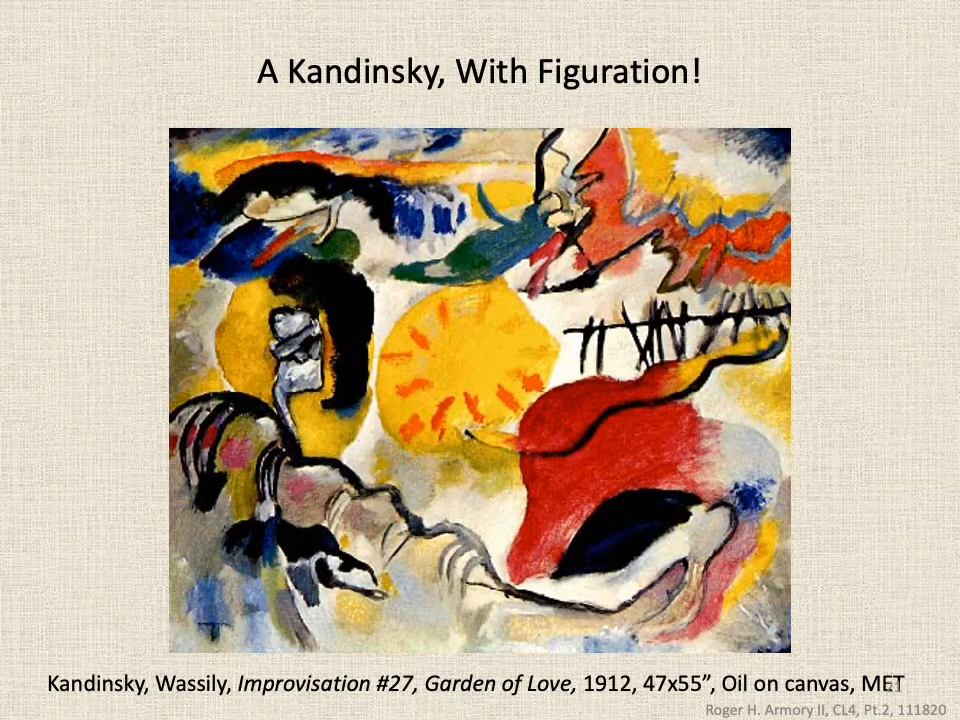 A Kandinsky, With Figuration!
Kandinsky, Wassily, Improvisation #27, Garden of Love, 1912, 47x55”, Oil on canvas, MET
Roger H. Armory II, CL4, Pt.2, 111820